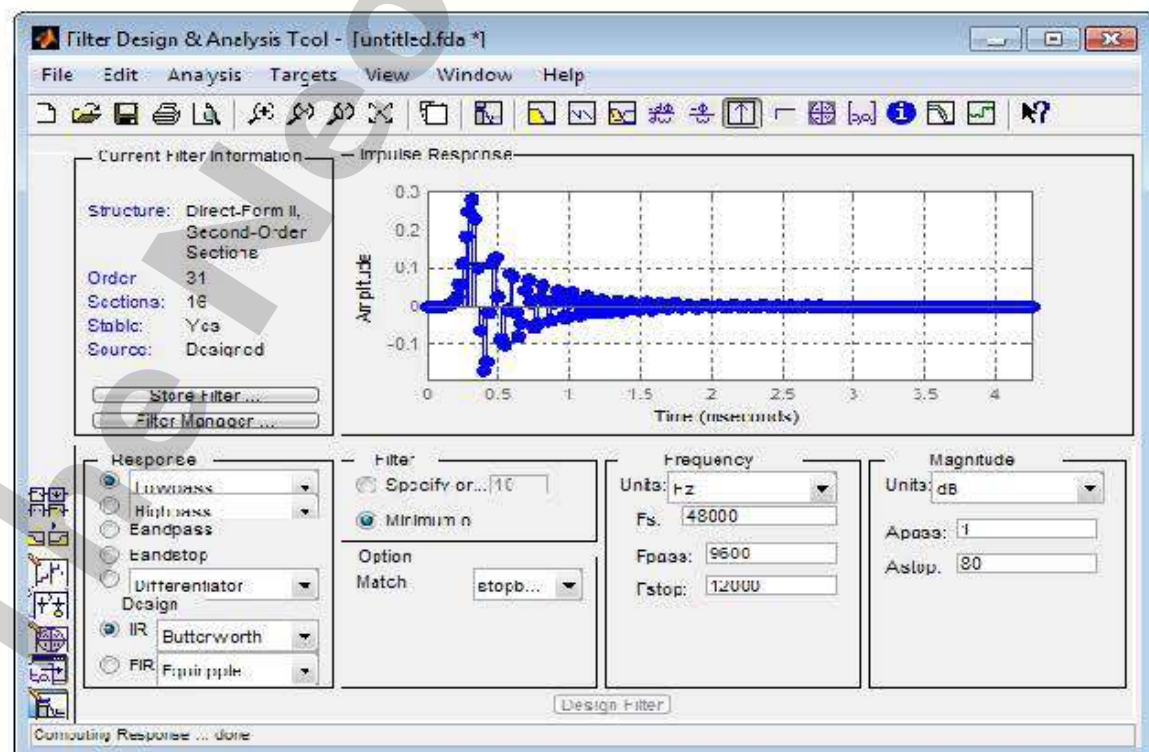 Filter Design & Analysis Tool - [untitled.fda *]
File Edit Analysis Targets View Window Help
Current Filter Information
Structure: Direct-Form II, Second-Order Sections
Order 31
Sections: 16
Stable: Yes
Source: Designed
Store Filter ...
Filter Manager ...
Impulse Response
Amplitude
0.3
0.2
0.1
0
-0.1
0 0.5 1 1.5 2 2.5 3 3.5 4
Time (mseconds)
Response
Lowpass
Highpass
Bandpass
Bandstop
Differentiator
Design
IIR Butterworth
FIR Equiripple
Filter
Specify or... 10
Minimum o
Option
Match stopb...
Frequency
Units: Hz
Fs. 48000
Fpass: 9600
Fstop: 12000
Magnitude
Units: dB
Apass: 1
Astop. 80
Design Filter
Computing Response ... done